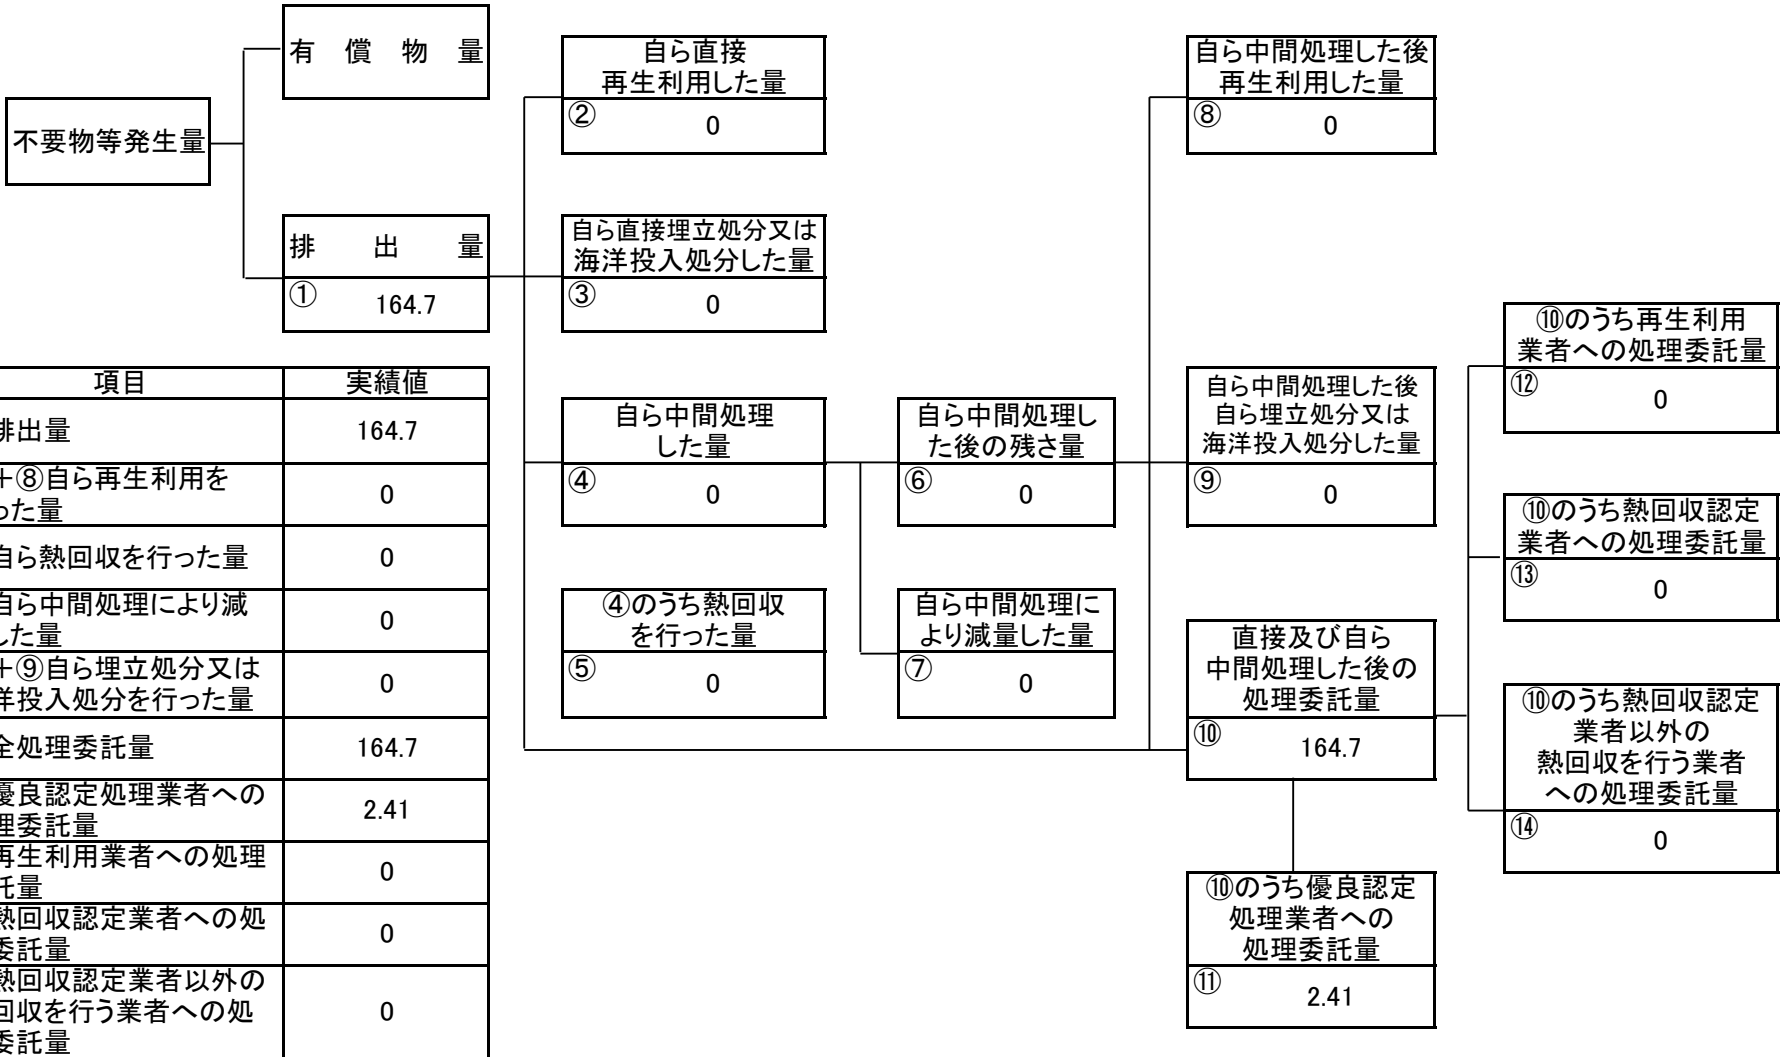 有償物量
不要物等発生量
排出量
① 164.7
自ら直接
再生利用した量
② 0
自ら直接埋立処分又は
海洋投入処分した量
③ 0
自ら中間処理
した量
④ 0
④のうち熱回収
を行った量
⑤ 0
自ら中間処理し
た後の残さ量
⑥ 0
自ら中間処理に
より減量した量
⑦ 0
自ら中間処理した後
再生利用した量
⑧ 0
自ら中間処理した後
自ら埋立処分又は
海洋投入処分した量
⑨ 0
直接及び自ら
中間処理した後の
処理委託量
⑩ 164.7
⑩のうち優良認定
処理業者への
処理委託量
⑪ 2.41
⑩のうち再生利用
業者への処理委託量
⑫ 0
⑩のうち熱回収認定
業者への処理委託量
⑬ 0
⑩のうち熱回収認定
業者以外の
熱回収を行う業者
への処理委託量
⑭ 0
項目 実績値
排出量 164.7
+⑧自ら再生利用を
った量 0
自ら熱回収を行った量 0
自ら中間処理により減
した量 0
+⑨自ら埋立処分又は
洋投入処分を行った量 0
全処理委託量 164.7
優良認定処理業者への
理委託量 2.41
再生利用業者への処理
託量 0
熱回収認定業者への処
委託量 0
熱回収認定業者以外の
回収を行う業者への処
委託量 0